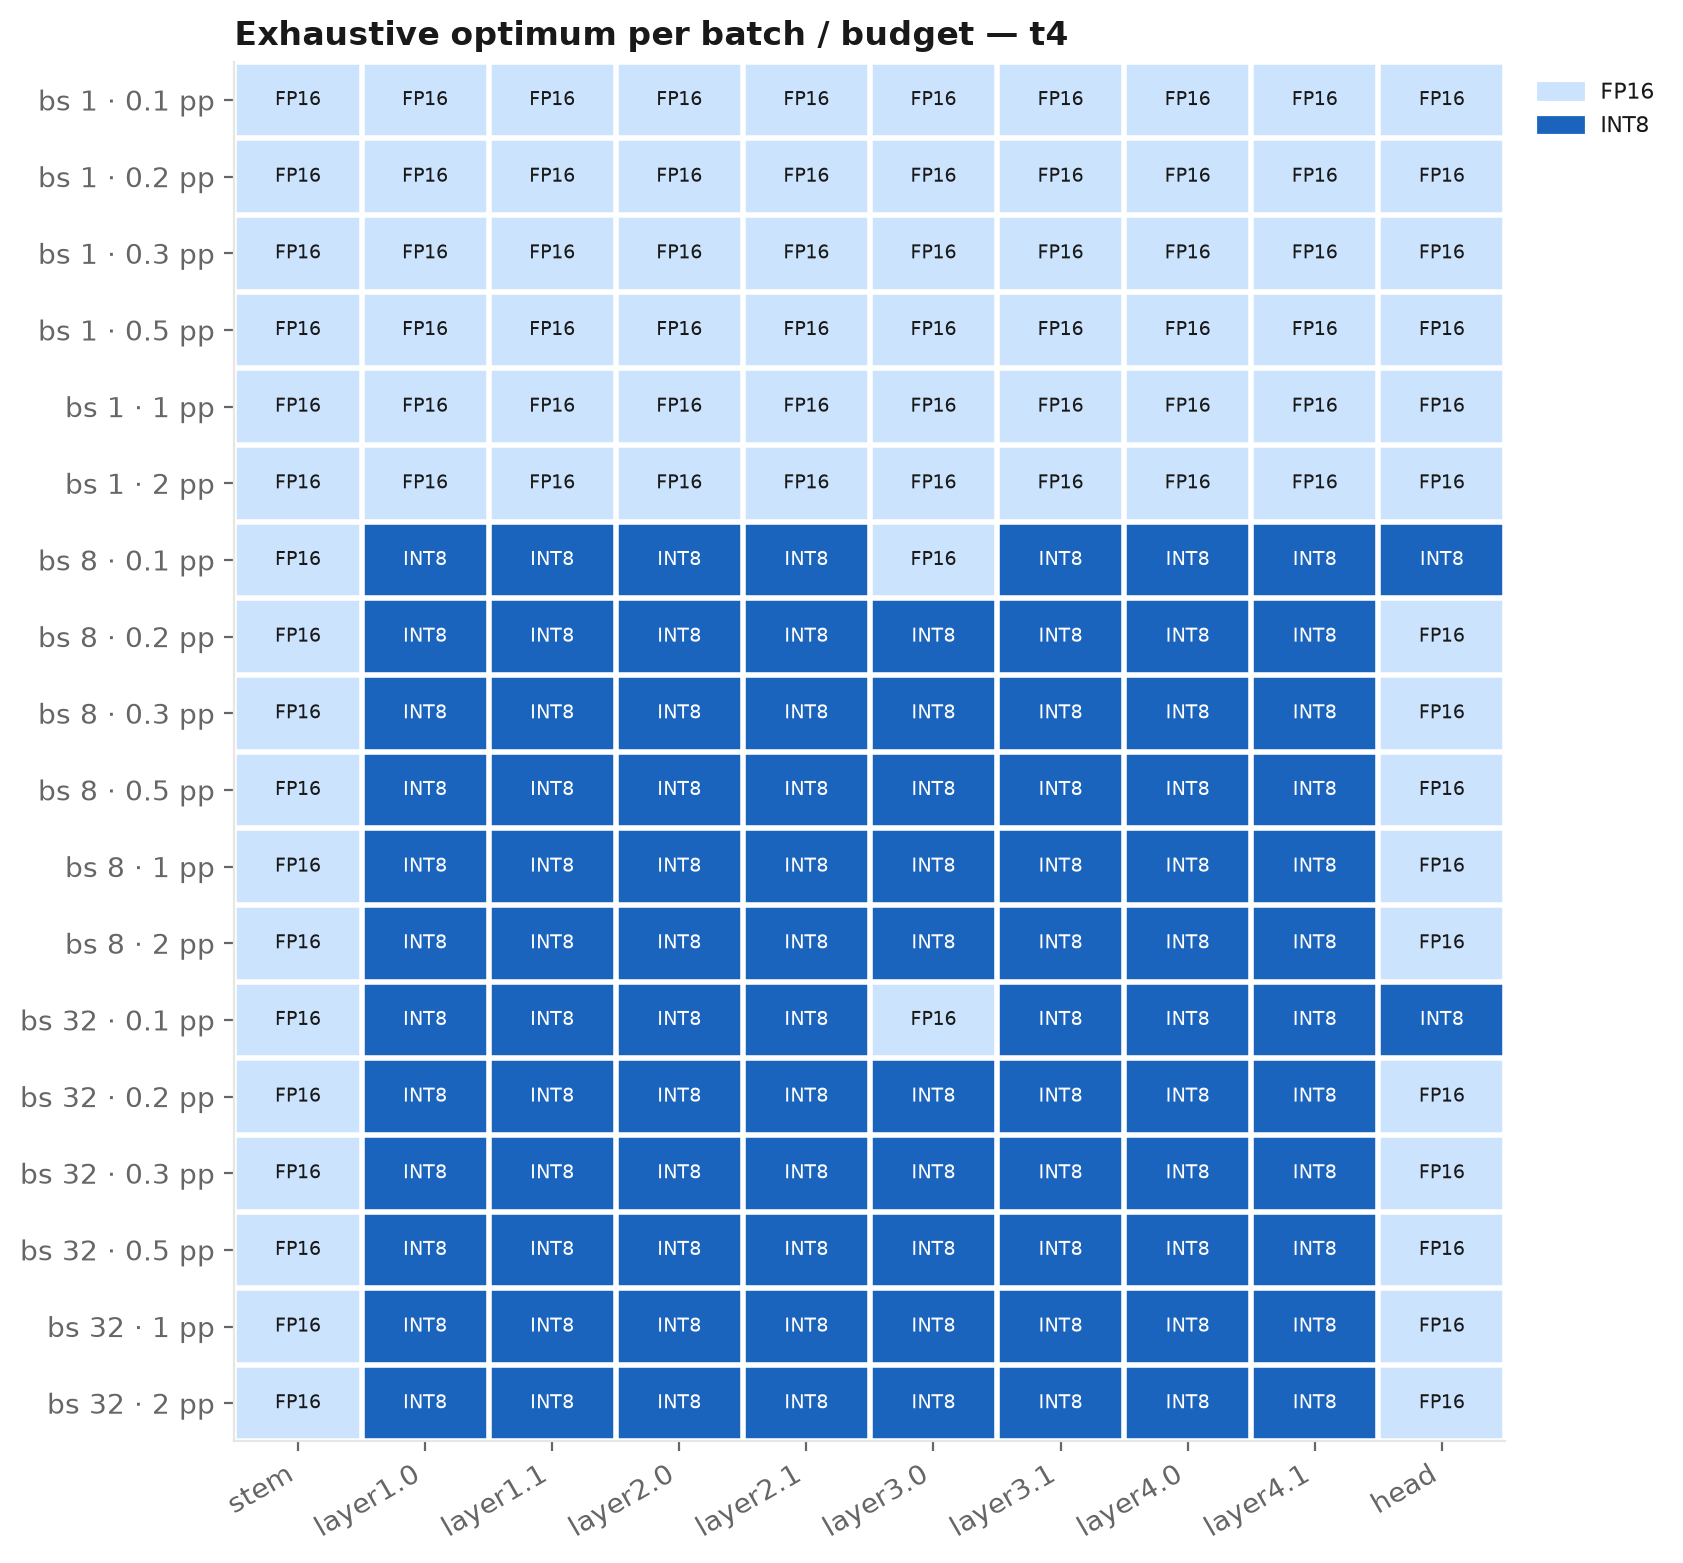 Exhaustive optimum per batch / budget — t4
bs 1 · 0.1 pp FP16 FP16 FP16 FP16 FP16 FP16 FP16 FP16 FP16 FP16
bs 1 · 0.2 pp FP16 FP16 FP16 FP16 FP16 FP16 FP16 FP16 FP16 FP16
bs 1 · 0.3 pp FP16 FP16 FP16 FP16 FP16 FP16 FP16 FP16 FP16 FP16
bs 1 · 0.5 pp FP16 FP16 FP16 FP16 FP16 FP16 FP16 FP16 FP16 FP16
bs 1 · 1 pp FP16 FP16 FP16 FP16 FP16 FP16 FP16 FP16 FP16 FP16
bs 1 · 2 pp FP16 FP16 FP16 FP16 FP16 FP16 FP16 FP16 FP16 FP16
bs 8 · 0.1 pp FP16 INT8 INT8 INT8 INT8 FP16 INT8 INT8 INT8 INT8
bs 8 · 0.2 pp FP16 INT8 INT8 INT8 INT8 INT8 INT8 INT8 INT8 FP16
bs 8 · 0.3 pp FP16 INT8 INT8 INT8 INT8 INT8 INT8 INT8 INT8 FP16
bs 8 · 0.5 pp FP16 INT8 INT8 INT8 INT8 INT8 INT8 INT8 INT8 FP16
bs 8 · 1 pp FP16 INT8 INT8 INT8 INT8 INT8 INT8 INT8 INT8 FP16
bs 8 · 2 pp FP16 INT8 INT8 INT8 INT8 INT8 INT8 INT8 INT8 FP16
bs 32 · 0.1 pp FP16 INT8 INT8 INT8 INT8 FP16 INT8 INT8 INT8 INT8
bs 32 · 0.2 pp FP16 INT8 INT8 INT8 INT8 INT8 INT8 INT8 INT8 FP16
bs 32 · 0.3 pp FP16 INT8 INT8 INT8 INT8 INT8 INT8 INT8 INT8 FP16
bs 32 · 0.5 pp FP16 INT8 INT8 INT8 INT8 INT8 INT8 INT8 INT8 FP16
bs 32 · 1 pp FP16 INT8 INT8 INT8 INT8 INT8 INT8 INT8 INT8 FP16
bs 32 · 2 pp FP16 INT8 INT8 INT8 INT8 INT8 INT8 INT8 INT8 FP16
stem layer1.0 layer1.1 layer2.0 layer2.1 layer3.0 layer3.1 layer4.0 layer4.1 head
FP16
INT8